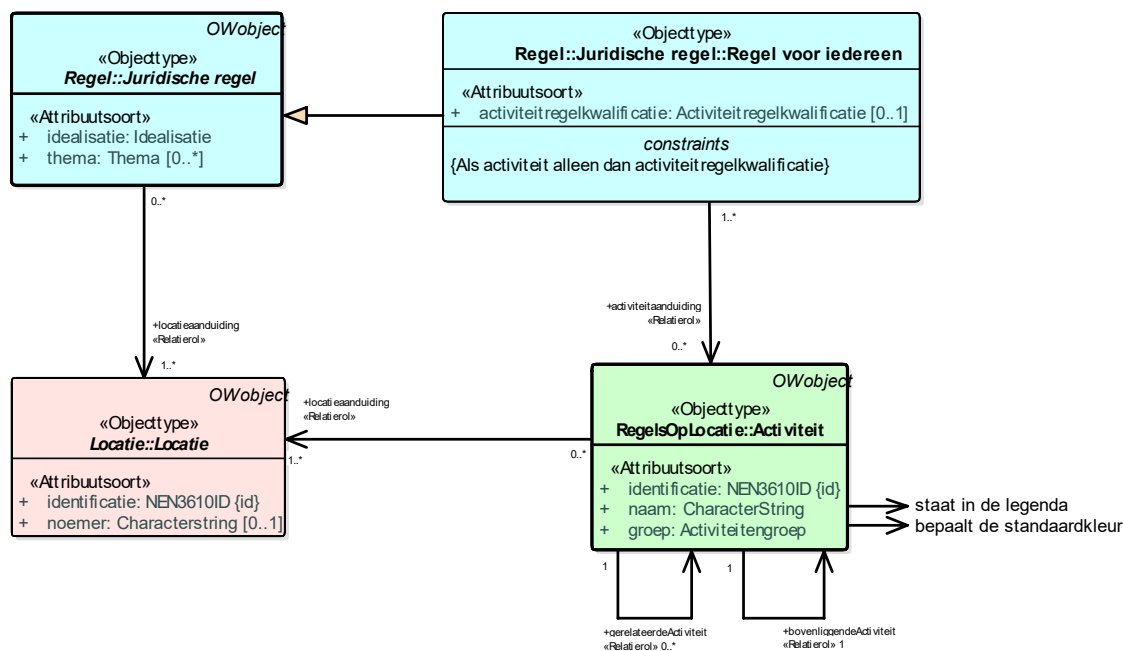 OWobject
«Objecttype»
Regel::Juridische regel
«Attribuutsoort»
+ idealisatie: Idealisatie
+ thema: Thema [0..*]
«Objecttype»
Regel::Juridische regel::Regel voor iedereen
«Attribuutsoort»
+ activiteitregelkwalificatie: Activiteitregelkwalificatie [0..1]
constraints
{Als activiteit alleen dan activiteitregelkwalificatie}
0..*
1..*
+locatieaanduiding
«Relatierol»
1..*
+activiteitaanduiding
«Relatierol»
0..*
OWobject
«Objecttype»
Locatie::Locatie
«Attribuutsoort»
+ identificatie: NEN3610ID {id}
+ noemer: Characterstring [0..1]
+locatieaanduiding
«Relatierol»
1..*
0..*
OWobject
«Objecttype»
RegelsOpLocatie::Activiteit
«Attribuutsoort»
+ identificatie: NEN3610ID {id}
+ naam: CharacterString
+ groep: Activiteitengroep
staat in de legenda
bepaalt de standaardkleur
1
1
+gerelateerdeActiviteit
«Relatierol» 0..*
+bovenliggendeActiviteit
«Relatierol» 1